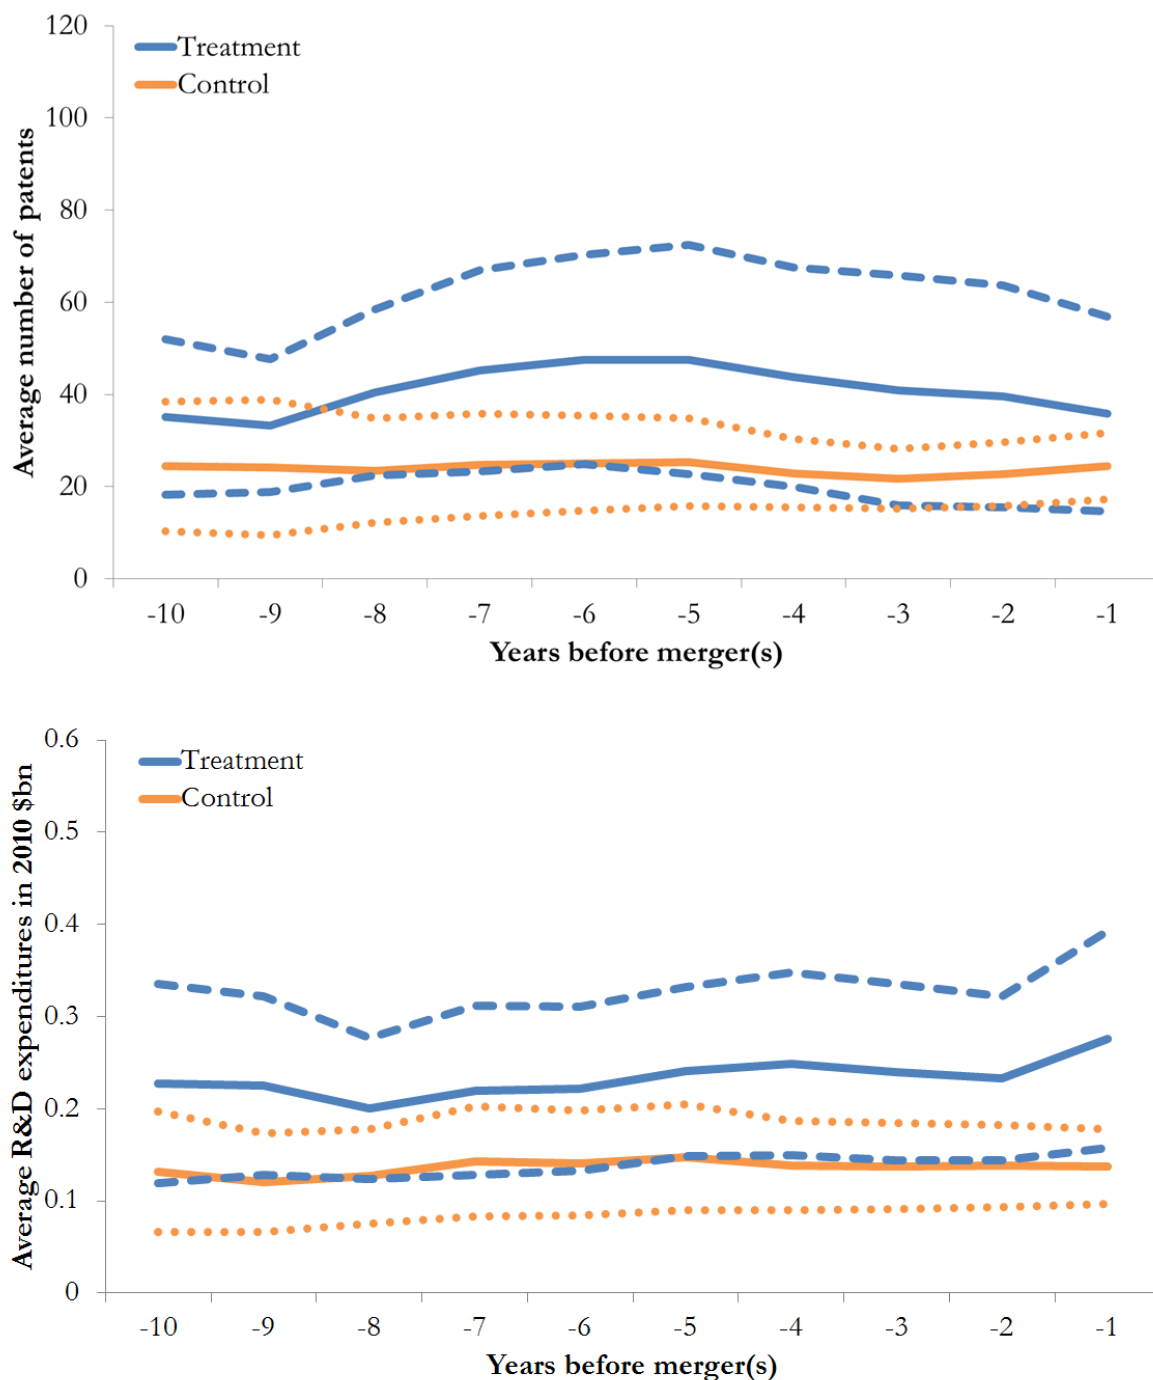 120
100
80
60
40
20
0
Average number of patents
Treatment
Control
-10 -9 -8 -7 -6 -5 -4 -3 -2 -1
Years before merger(s)
0.6
0.5
0.4
0.3
0.2
0.1
0
Average R&D expenditures in 2010 $bn
Treatment
Control
-10 -9 -8 -7 -6 -5 -4 -3 -2 -1
Years before merger(s)